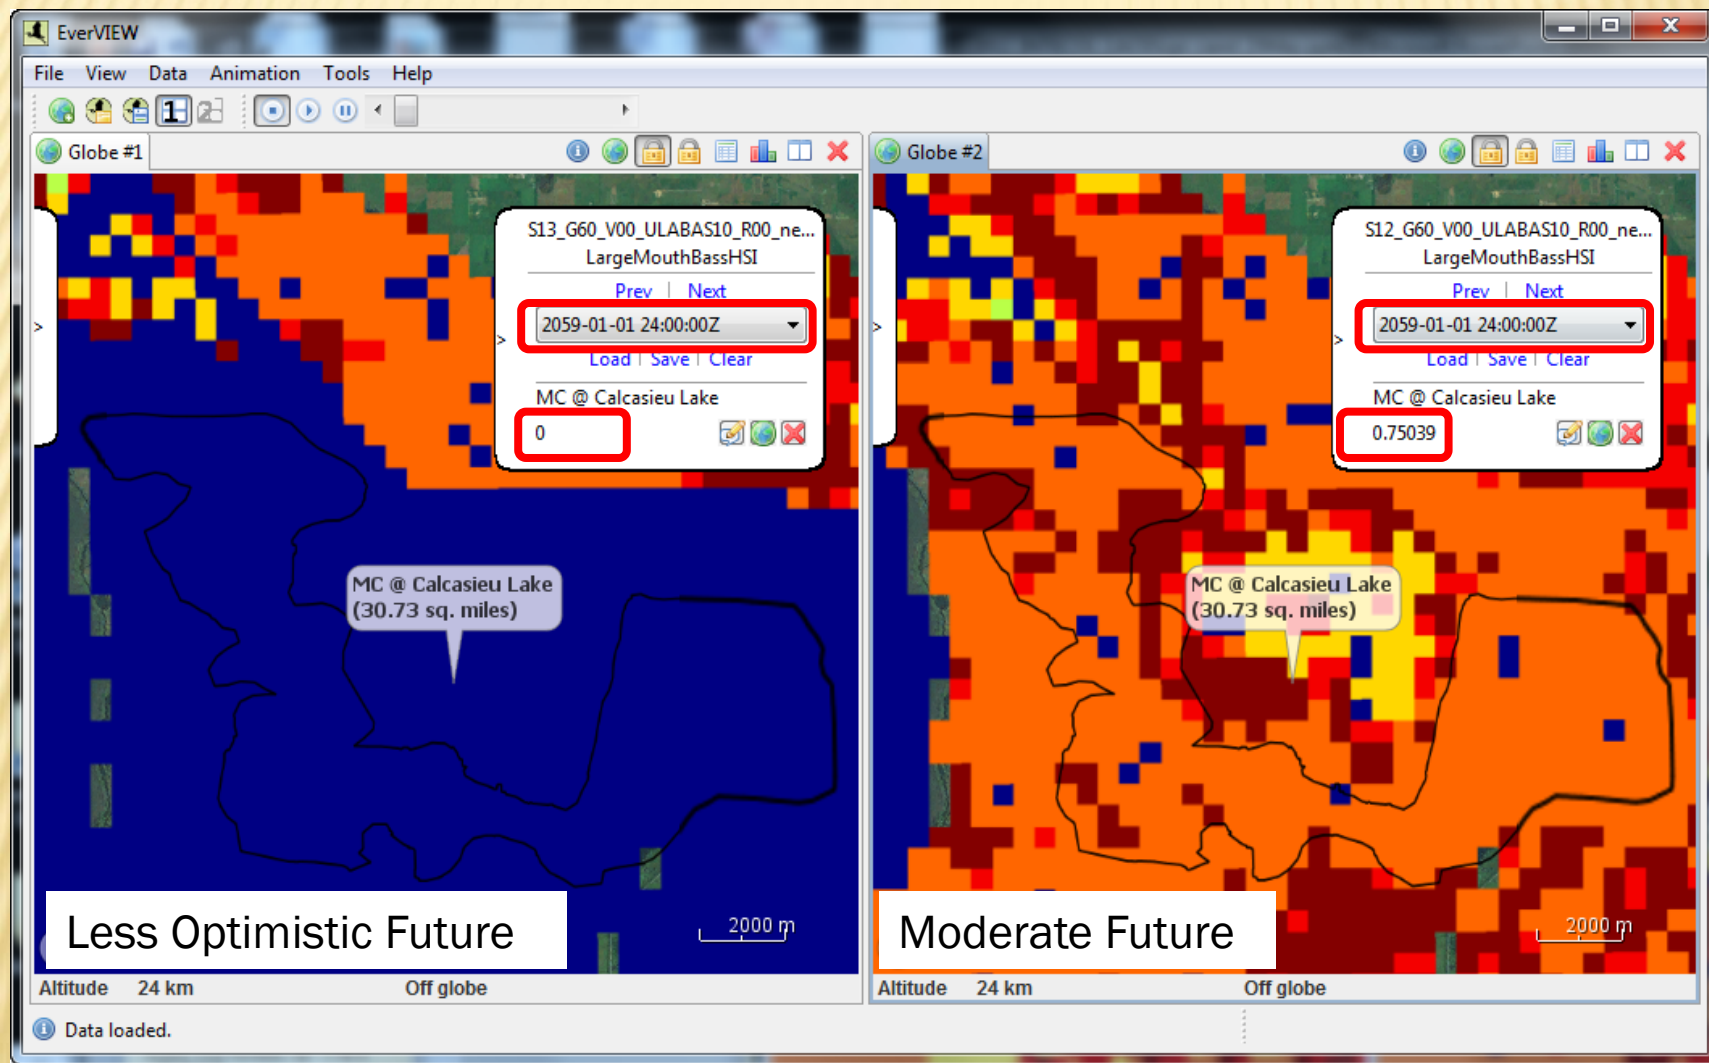 EverVIEW
File View Data Animation Tools Help
1 2
Globe #1
S13_G60_V00_ULABAS10_R00_ne...
LargeMouthBassHSI
Prev | Next
2059-01-01 24:00:00Z
Load | Save | Clear
MC @ Calcasieu Lake
0
>
>
MC @ Calcasieu Lake
(30.73 sq. miles)
Less Optimistic Future
2000 m
Altitude 24 km Off globe
Globe #2
S12_G60_V00_ULABAS10_R00_ne...
LargeMouthBassHSI
Prev | Next
2059-01-01 24:00:00Z
Load | Save | Clear
MC @ Calcasieu Lake
0.75039
>
>
MC @ Calcasieu Lake
(30.73 sq. miles)
Moderate Future
2000 m
Altitude 24 km Off globe
Data loaded.